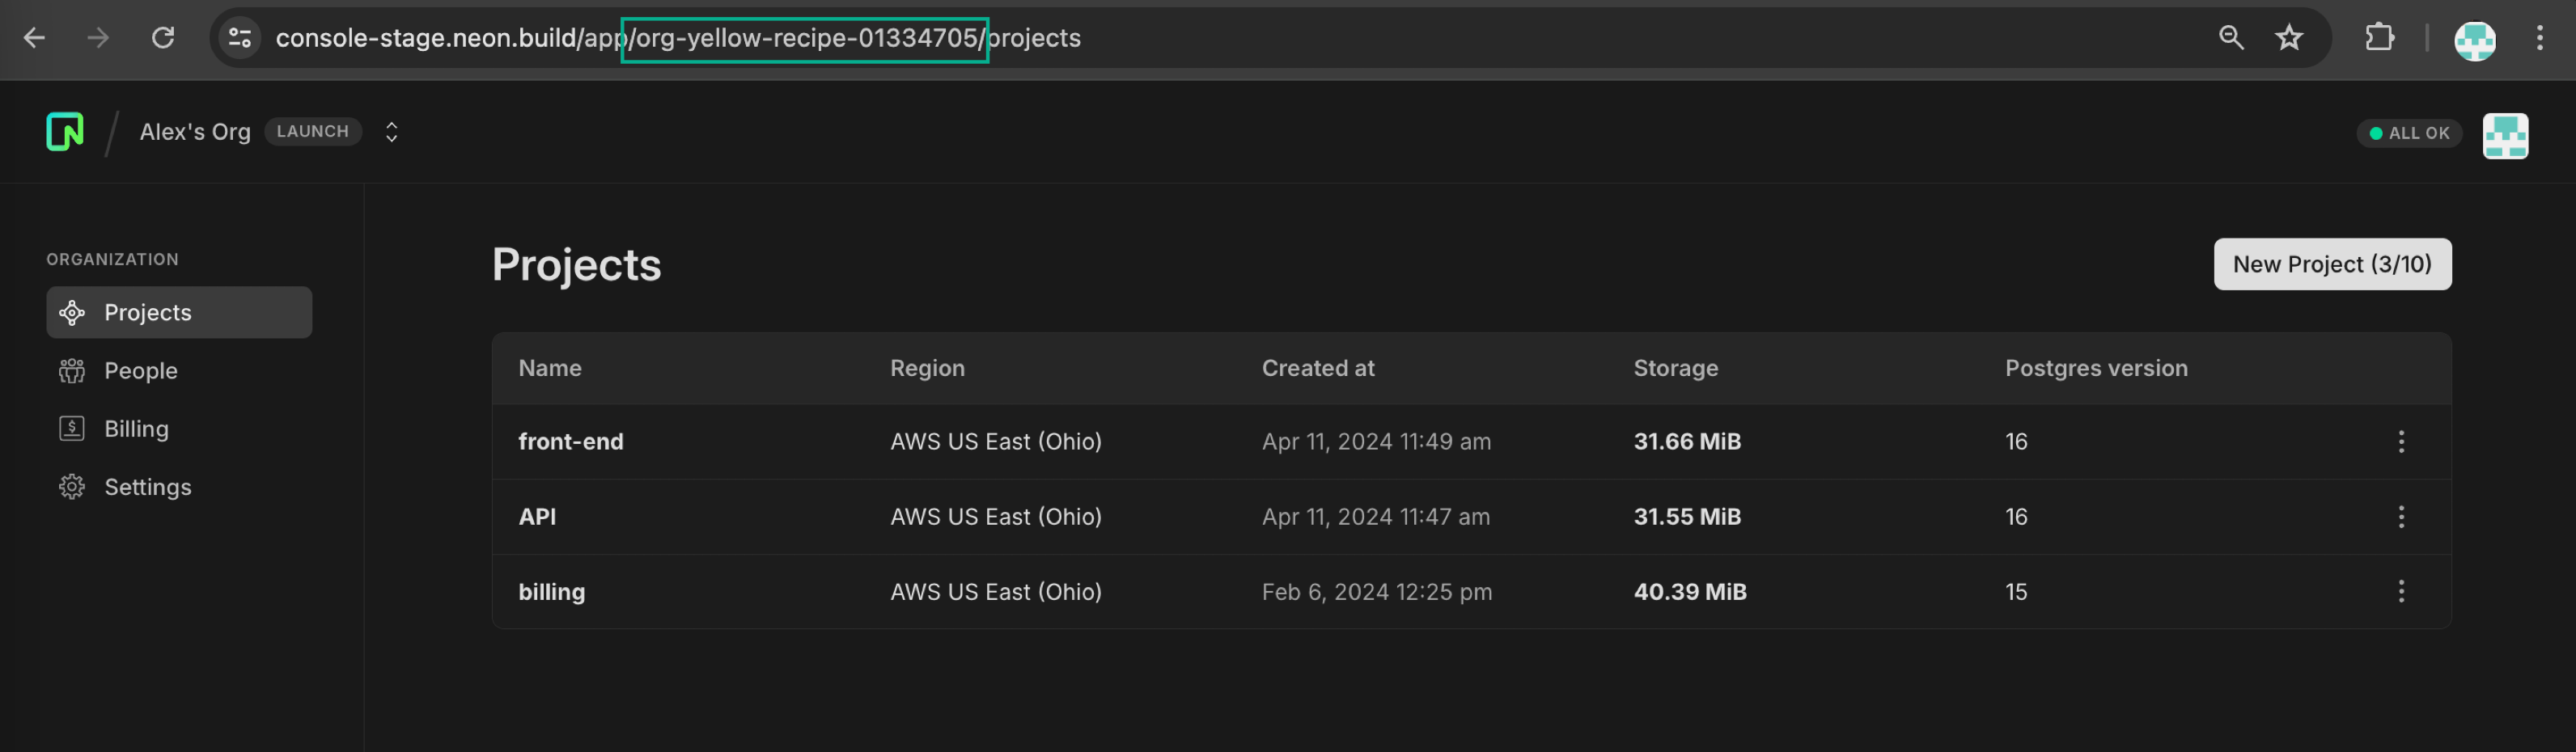 console-stage.neon.build/app/org-yellow-recipe-01334705/projects
Alex's Org LAUNCH
ALL OK
ORGANIZATION
Projects
People
Billing
Settings
Projects
New Project (3/10)
Name Region Created at Storage Postgres version
front-end AWS US East (Ohio) Apr 11, 2024 11:49 am 31.66 MiB 16
API AWS US East (Ohio) Apr 11, 2024 11:47 am 31.55 MiB 16
billing AWS US East (Ohio) Feb 6, 2024 12:25 pm 40.39 MiB 15